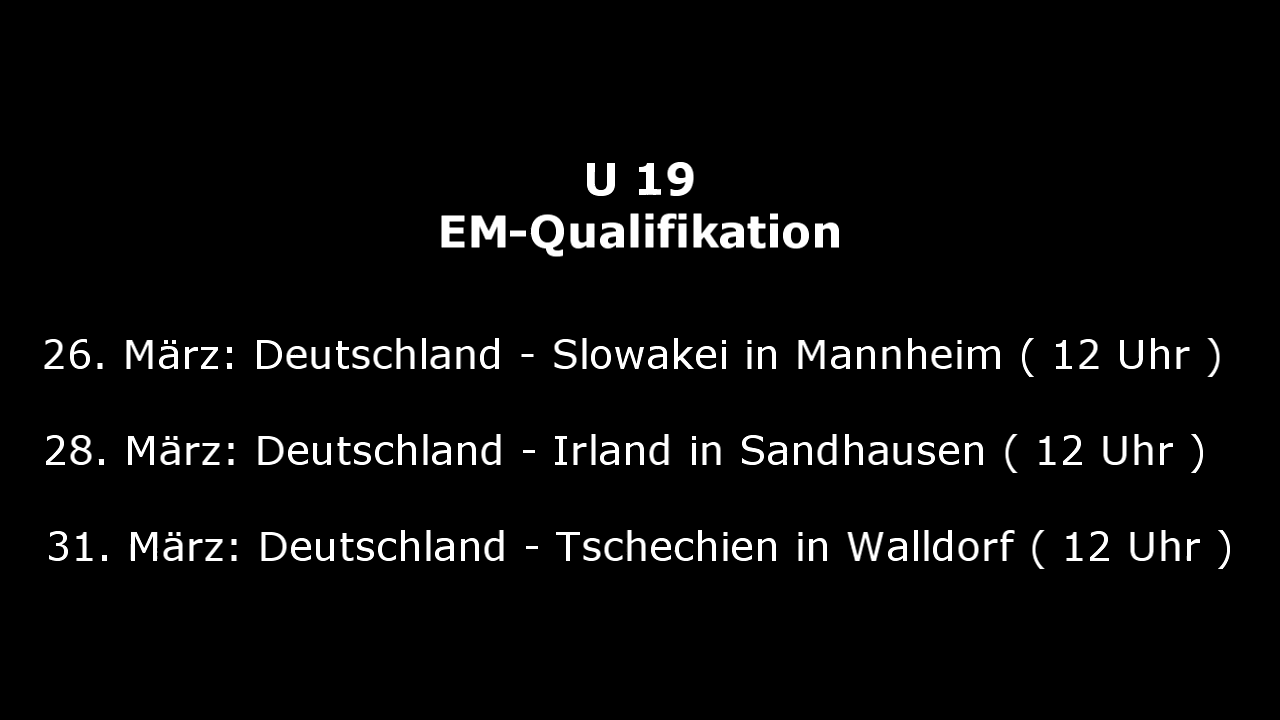 U 19
EM-Qualifikation
26. März: Deutschland - Slowakei in Mannheim ( 12 Uhr )
28. März: Deutschland - Irland in Sandhausen ( 12 Uhr )
31. März: Deutschland - Tschechien in Walldorf ( 12 Uhr )